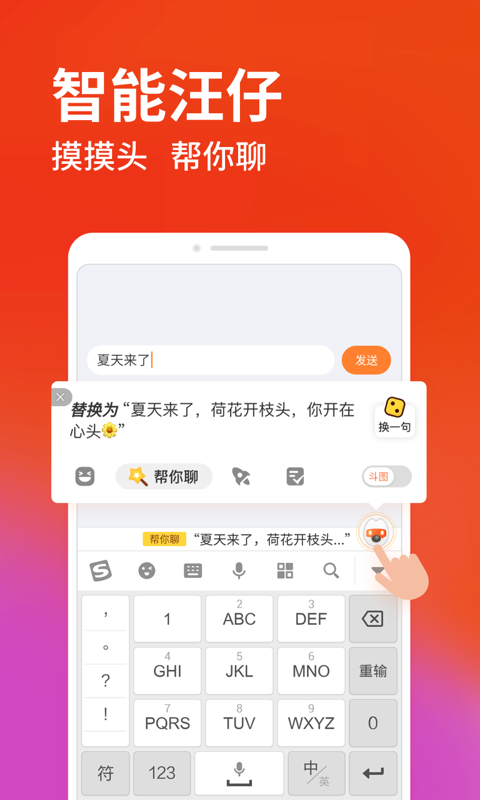 智能汪仔
摸摸头 帮你聊
夏天来了
发送
替换为“夏天来了，荷花开枝头，你开在
心头🌼”
换一句
帮你聊
斗图
帮你聊 “夏天来了，荷花开枝头...”
S
，
1
2
ABC
3
DEF
。
4
GHI
5
JKL
6
MNO
重输
?
!
7
PQRS
8
TUV
9
WXYZ
0
符
123
中/英